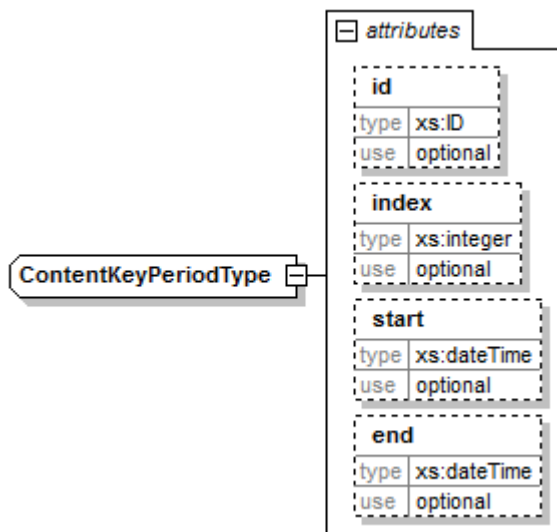 attributes
id
type xs:ID
use optional
index
type xs:integer
use optional
ContentKeyPeriodType
start
type xs:dateTime
use optional
end
type xs:dateTime
use optional